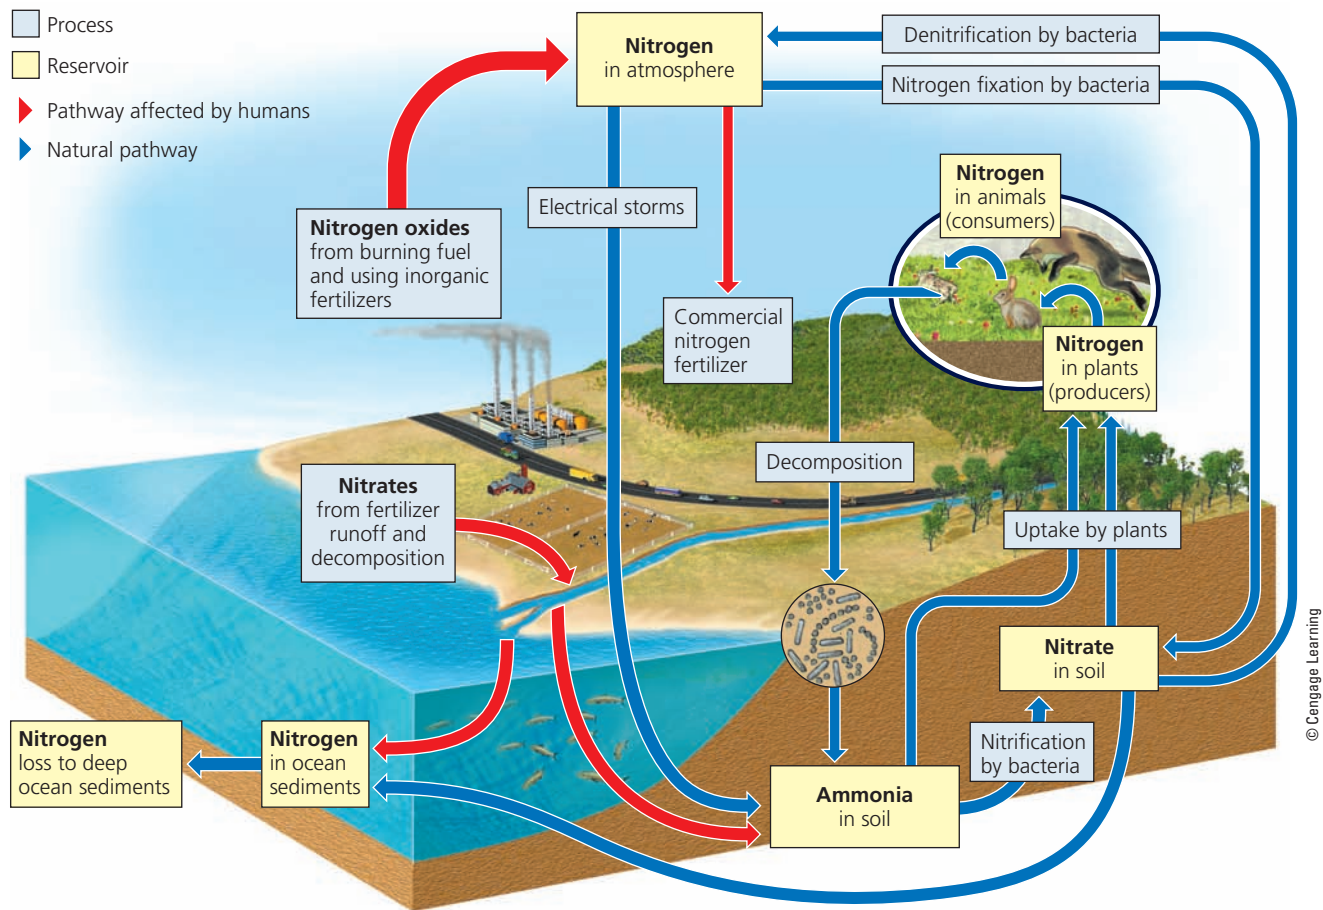 Process
Reservoir
Pathway affected by humans
Natural pathway
Nitrogen
in atmosphere
Denitrification by bacteria
Nitrogen fixation by bacteria
Nitrogen oxides
from burning fuel
and using inorganic
fertilizers
Electrical storms
Commercial
nitrogen
fertilizer
Nitrogen
in animals
(consumers)
Nitrogen
in plants
(producers)
Decomposition
Nitrates
from fertilizer
runoff and
decomposition
Uptake by plants
Nitrate
in soil
Nitrification
by bacteria
Ammonia
in soil
Nitrogen
in ocean
sediments
Nitrogen
loss to deep
ocean sediments
© Cengage Learning